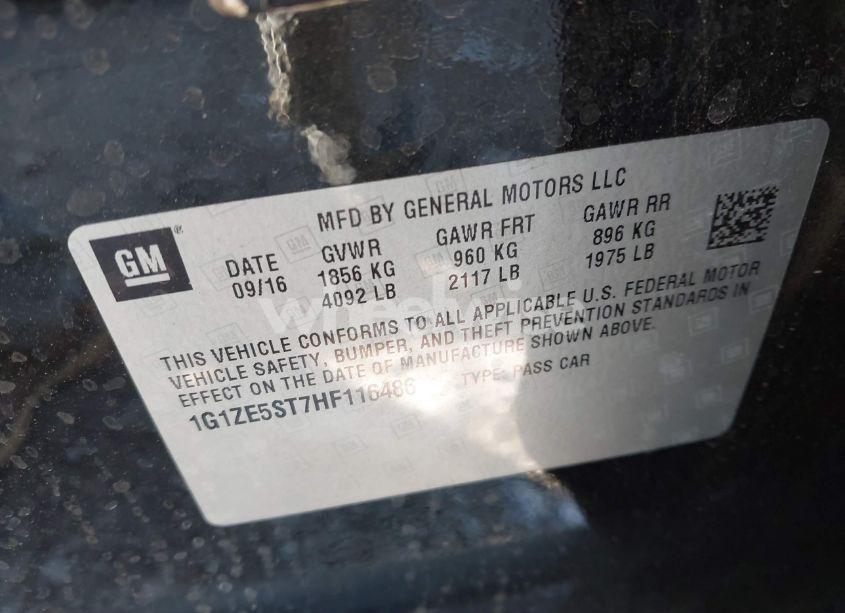 MFD BY GENERAL MOTORS LLC
GM®
DATE GVWR GAWR FRT GAWR RR
09/16 1856 KG 960 KG 896 KG
4092 LB 2117 LB 1975 LB
THIS VEHICLE CONFORMS TO ALL APPLICABLE U.S. FEDERAL MOTOR
VEHICLE SAFETY, BUMPER, AND THEFT PREVENTION STANDARDS IN
EFFECT ON THE DATE OF MANUFACTURE SHOWN ABOVE.
1G1ZE5ST7HF116486 TYPE: PASS CAR